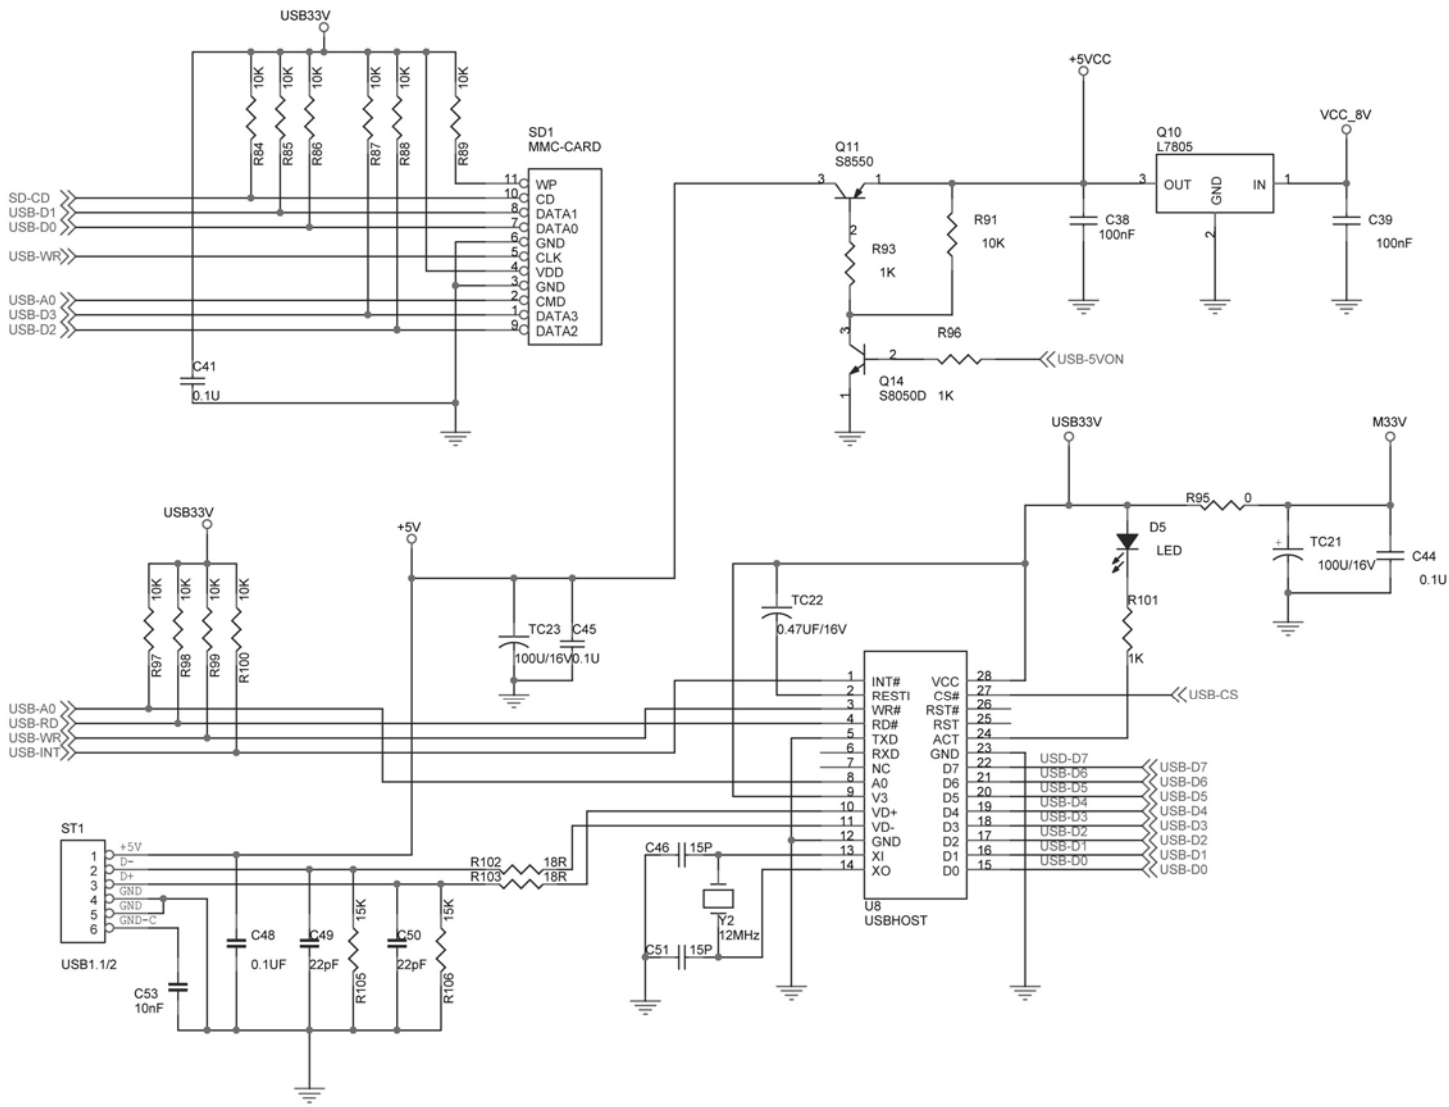 USB33V
10K 10K 10K 10K 10K 10K
R84 R85 R86 R87 R88 R89
SD1
MMC-CARD
SD-CD
USB-D1
USB-D0
USB-WR
USB-A0
USB-D3
USB-D2
11 WP
10 CD
8 DATA1
7 DATA0
6 GND
5 CLK
4 VDD
3 GND
2 CMD
1 DATA3
9 DATA2
C41
0.1U
+5VCC
VCC_8V
Q11
S8550
3 1
2
Q10
L7805
3 OUT GND IN 1
2
R91
10K
R93
1K
C38
100nF
C39
100nF
3
R96
2
USB-5VON
Q14
S8050D 1K
1
USB33V
M33V
R95 0
D5
LED
TC21
100U/16V
C44
0.1U
R101
1K
USB33V
+5V
10K 10K 10K 10K
R97 R98 R99 R100
TC23 C45
100U/16V 0.1U
TC22
0.47UF/16V
USB-A0
USB-RD
USB-WR
USB-INT
1 INT# VCC 28
2 RESTI CS# 27
3 WR# RST# 26
4 RD# RST 25
5 TXD ACT 24
6 RXD GND 23
7 NC D7 22
8 A0 D6 21
9 V3 D5 20
10 VD+ D4 19
11 VD- D3 18
12 GND D2 17
13 XI D1 16
14 XO D0 15
U8
USBHOST
USB-CS
USD-D7 USB-D7
USB-D6 USB-D6
USB-D5 USB-D5
USB-D4 USB-D4
USB-D3 USB-D3
USB-D2 USB-D2
USB-D1 USB-D1
USB-D0 USB-D0
ST1
1 +5V
2 D-
3 D+
4 GND
5 GND
6 GND-C
USB1.1/2
R102 18R
R103 18R
C46 15P
Y2
12MHz
C51 15P
C48
0.1UF
C49
22pF
15K
R105
C50
22pF
15K
R106
C53
10nF